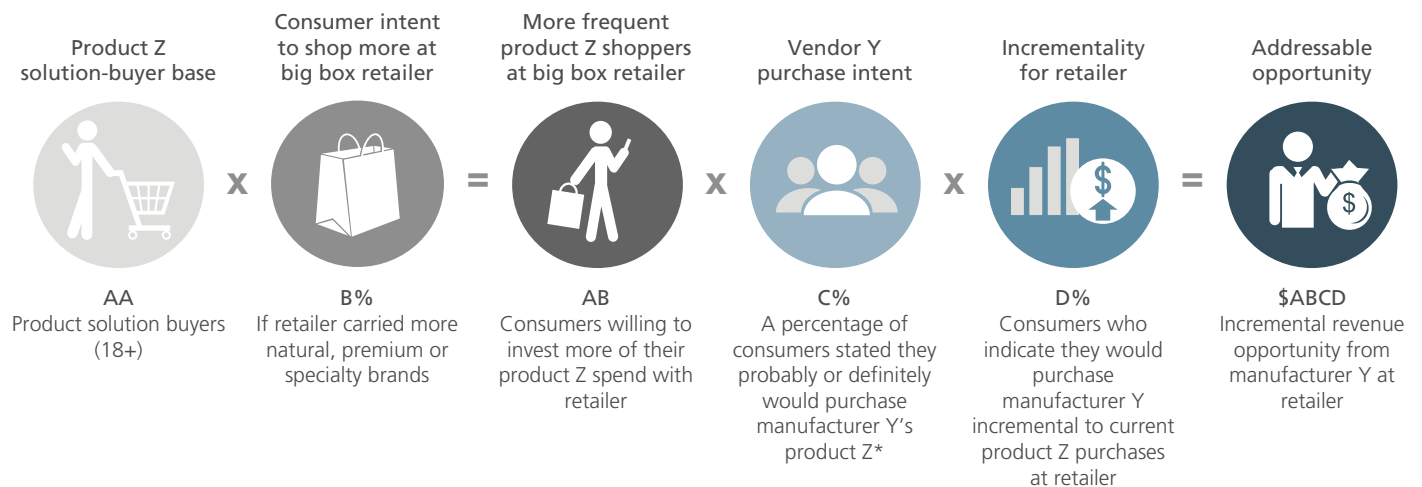 Product Z
solution-buyer base
x
Consumer intent
to shop more at
big box retailer
=
More frequent
product Z shoppers
at big box retailer
x
Vendor Y
purchase intent
x
Incrementality
for retailer
$
=
Addressable
opportunity
$
AA
Product solution buyers
(18+)
B%
If retailer carried more
natural, premium or
specialty brands
AB
Consumers willing to
invest more of their
product Z spend with
retailer
C%
A percentage of
consumers stated they
probably or definitely
would purchase
manufacturer Y’s
product Z*
D%
Consumers who
indicate they would
purchase
manufacturer Y
incremental to current
product Z purchases
at retailer
$ABCD
Incremental revenue
opportunity from
manufacturer Y at
retailer